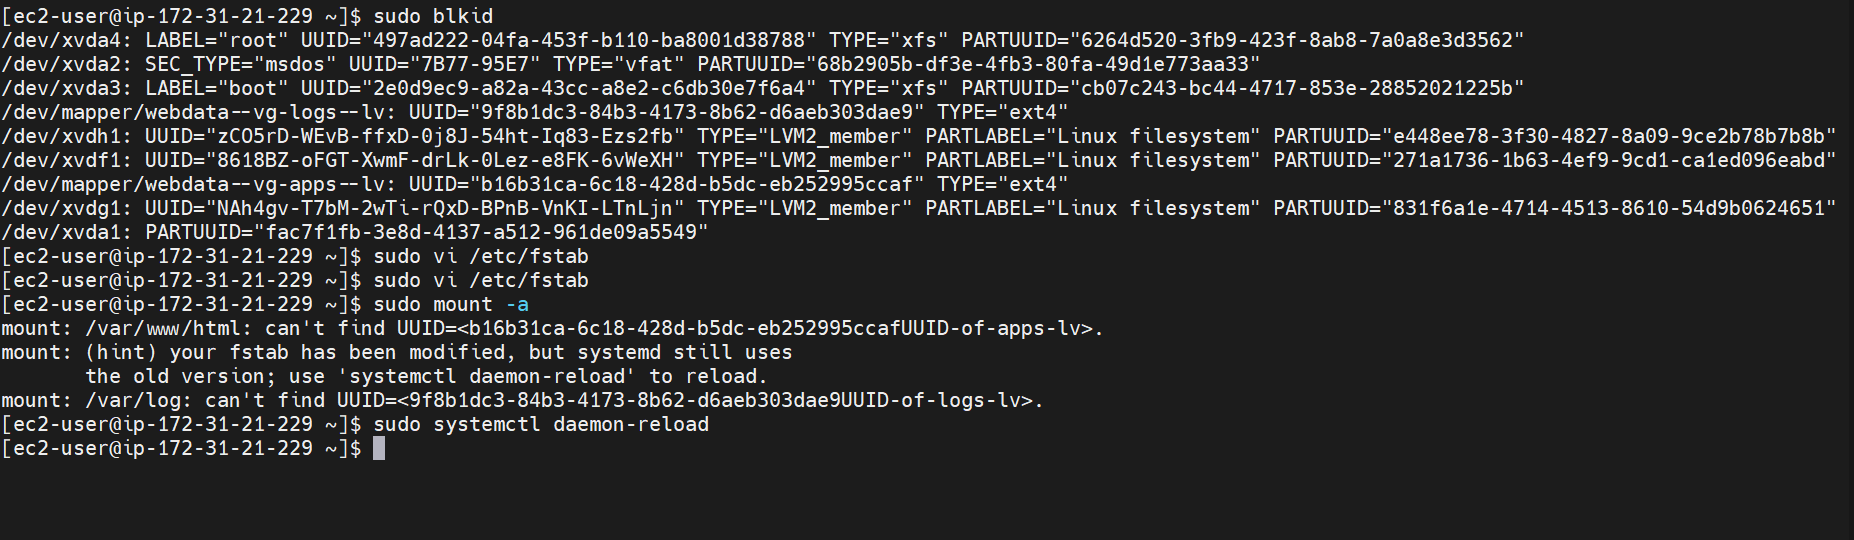 [ec2-user@ip-172-31-21-229 ~]$ sudo blkid
/dev/xvda4: LABEL="root" UUID="497ad222-04fa-453f-b110-ba8001d38788" TYPE="xfs" PARTUUID="6264d520-3fb9-423f-8ab8-7a0a8e3d3562"
/dev/xvda2: SEC_TYPE="msdos" UUID="7B77-95E7" TYPE="vfat" PARTUUID="68b2905b-df3e-4fb3-80fa-49d1e773aa33"
/dev/xvda3: LABEL="boot" UUID="2e0d9ec9-a82a-43cc-a8e2-c6db30e7f6a4" TYPE="xfs" PARTUUID="cb07c243-bc44-4717-853e-28852021225b"
/dev/mapper/webdata--vg-logs--lv: UUID="9f8b1dc3-84b3-4173-8b62-d6aeb303dae9" TYPE="ext4"
/dev/xvdh1: UUID="zCO5rD-WEvB-ffxD-0j8J-54ht-Iq83-Ezs2fb" TYPE="LVM2_member" PARTLABEL="Linux filesystem" PARTUUID="e448ee78-3f30-4827-8a09-9ce2b78b7b8b"
/dev/xvdf1: UUID="8618BZ-oFGT-XwmF-drLk-0Lez-e8FK-6vWeXH" TYPE="LVM2_member" PARTLABEL="Linux filesystem" PARTUUID="271a1736-1b63-4ef9-9cd1-ca1ed096eabd"
/dev/mapper/webdata--vg-apps--lv: UUID="b16b31ca-6c18-428d-b5dc-eb252995ccaf" TYPE="ext4"
/dev/xvdg1: UUID="NAh4gv-T7bM-2wTi-rQxD-BPnB-VnKI-LTnLjn" TYPE="LVM2_member" PARTLABEL="Linux filesystem" PARTUUID="831f6a1e-4714-4513-8610-54d9b0624651"
/dev/xvda1: PARTUUID="fac7f1fb-3e8d-4137-a512-961de09a5549"
[ec2-user@ip-172-31-21-229 ~]$ sudo vi /etc/fstab
[ec2-user@ip-172-31-21-229 ~]$ sudo vi /etc/fstab
[ec2-user@ip-172-31-21-229 ~]$ sudo mount -a
mount: /var/www/html: can't find UUID=<b16b31ca-6c18-428d-b5dc-eb252995ccafUUID-of-apps-lv>.
mount: (hint) your fstab has been modified, but systemd still uses
       the old version; use 'systemctl daemon-reload' to reload.
mount: /var/log: can't find UUID=<9f8b1dc3-84b3-4173-8b62-d6aeb303dae9UUID-of-logs-lv>.
[ec2-user@ip-172-31-21-229 ~]$ sudo systemctl daemon-reload
[ec2-user@ip-172-31-21-229 ~]$